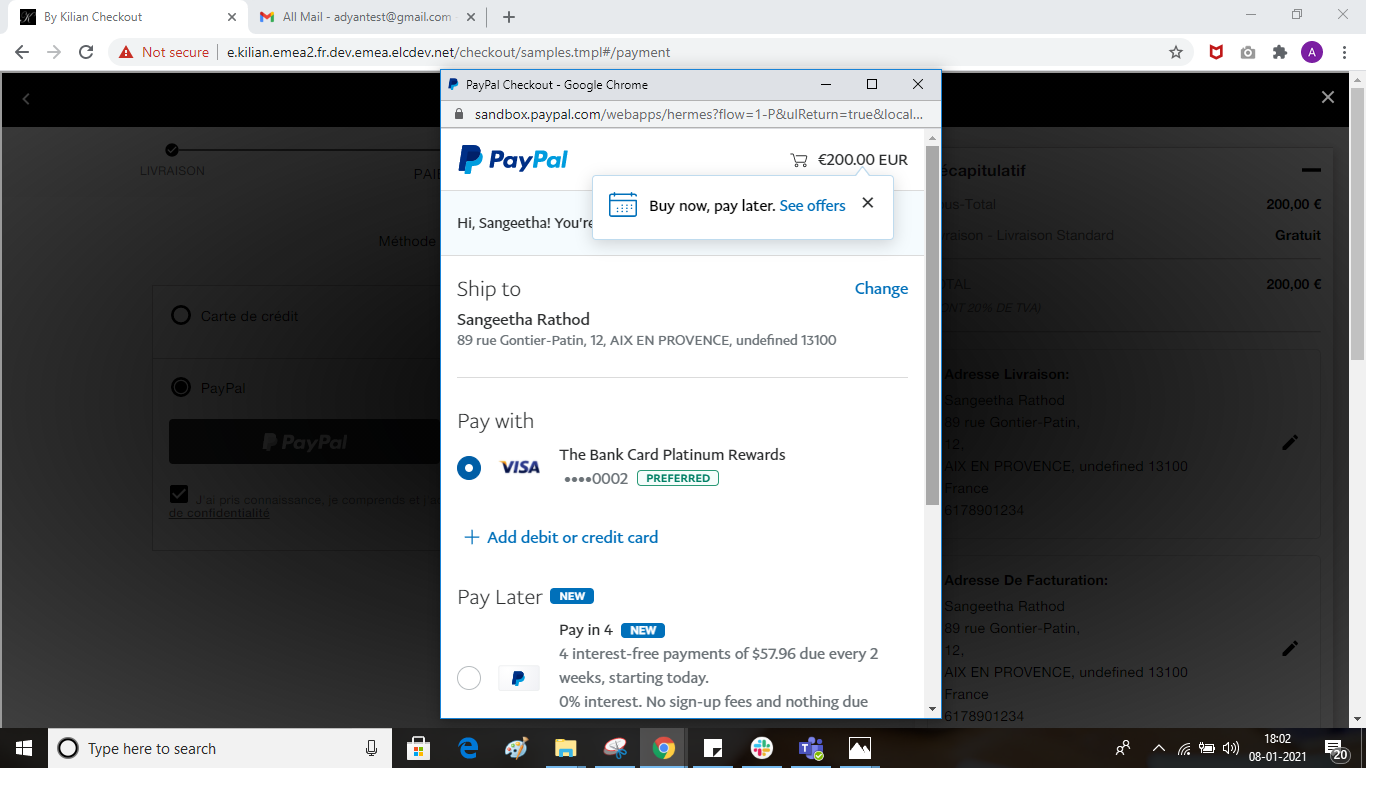 By Kilian Checkout
All Mail - adyantest@gmail.com
Not secure
e.kilian.emea2.fr.dev.emea.elcdev.net/checkout/samples.tmpl#/payment
A
PayPal Checkout - Google Chrome
sandbox.paypal.com/webapps/hermes?flow=1-P&ulReturn=true&local...
PayPal
€200.00 EUR
Buy now, pay later. See offers
Hi, Sangeetha! You're
Ship to
Change
Sangeetha Rathod
89 rue Gontier-Patin, 12, AIX EN PROVENCE, undefined 13100
Pay with
VISA
The Bank Card Platinum Rewards
••••0002 PREFERRED
Add debit or credit card
Pay Later NEW
Pay in 4 NEW
4 interest-free payments of $57.96 due every 2
weeks, starting today.
0% interest. No sign-up fees and nothing due
LIVRAISON
PAI
Méthode
Carte de crédit
PayPal
PayPal
J'ai pris connaissance, je comprends et j'a
de confidentialité
écapitulatif
us-Total
200,00 €
raison - Livraison Standard
Gratuit
TAL
200,00 €
ONT 20% DE TVA)
Adresse Livraison:
Sangeetha Rathod
89 rue Gontier-Patin,
12,
AIX EN PROVENCE, undefined 13100
France
6178901234
Adresse De Facturation:
Sangeetha Rathod
89 rue Gontier-Patin,
12,
AIX EN PROVENCE, undefined 13100
France
6178901234
Type here to search
18:02
08-01-2021
20